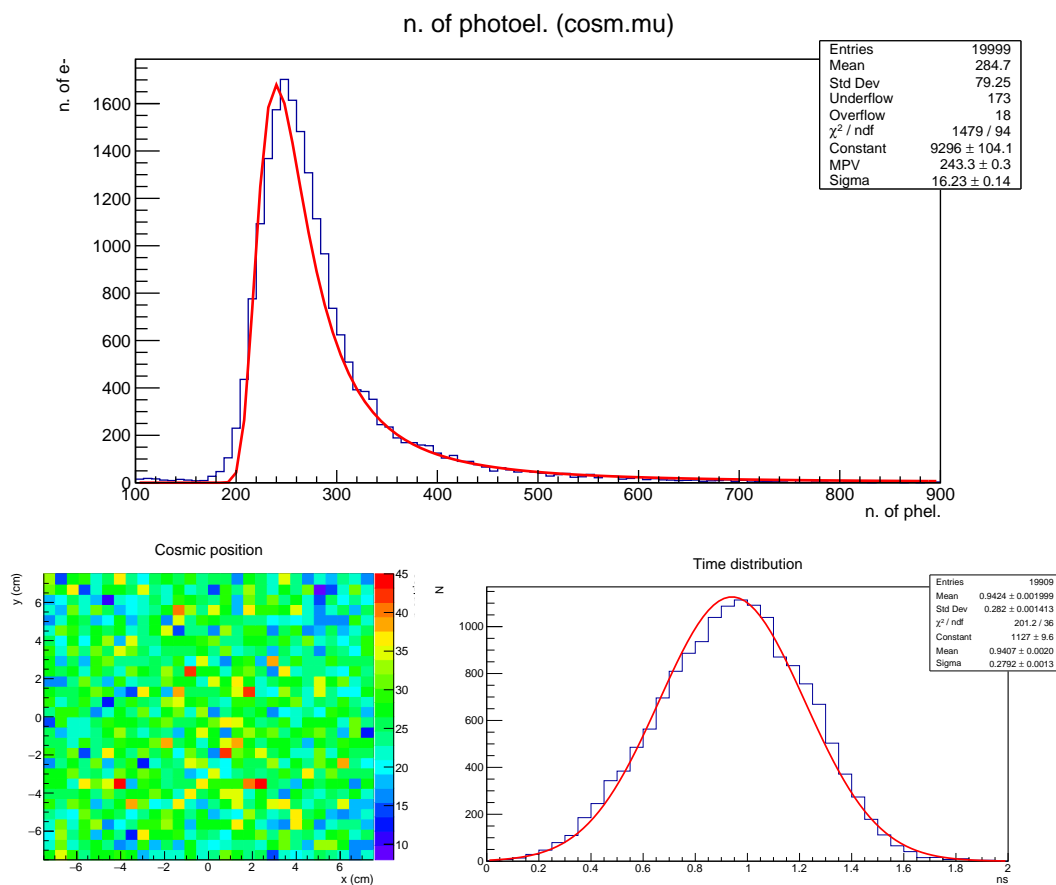 n. of photoel. (cosm.mu)
n. of e-
Entries 19999
Mean 284.7
Std Dev 79.25
Underflow 173
Overflow 18
χ² / ndf 1479 / 94
Constant 9296 ± 104.1
MPV 243.3 ± 0.3
Sigma 16.23 ± 0.14
1600
1400
1200
1000
800
600
400
200
0
100 200 300 400 500 600 700 800 900
n. of phel.
Cosmic position
y (cm)
6
4
2
0
−2
−4
−6
−6 −4 −2 0 2 4 6
x (cm)
45
40
35
30
25
20
15
10
Time distribution
N
Entries 19909
Mean 0.9424 ± 0.001999
Std Dev 0.282 ± 0.001413
χ² / ndf 201.2 / 36
Constant 1127 ± 9.6
Mean 0.9407 ± 0.0020
Sigma 0.2792 ± 0.0013
1000
800
600
400
200
0
0 0.2 0.4 0.6 0.8 1 1.2 1.4 1.6 1.8 2
ns